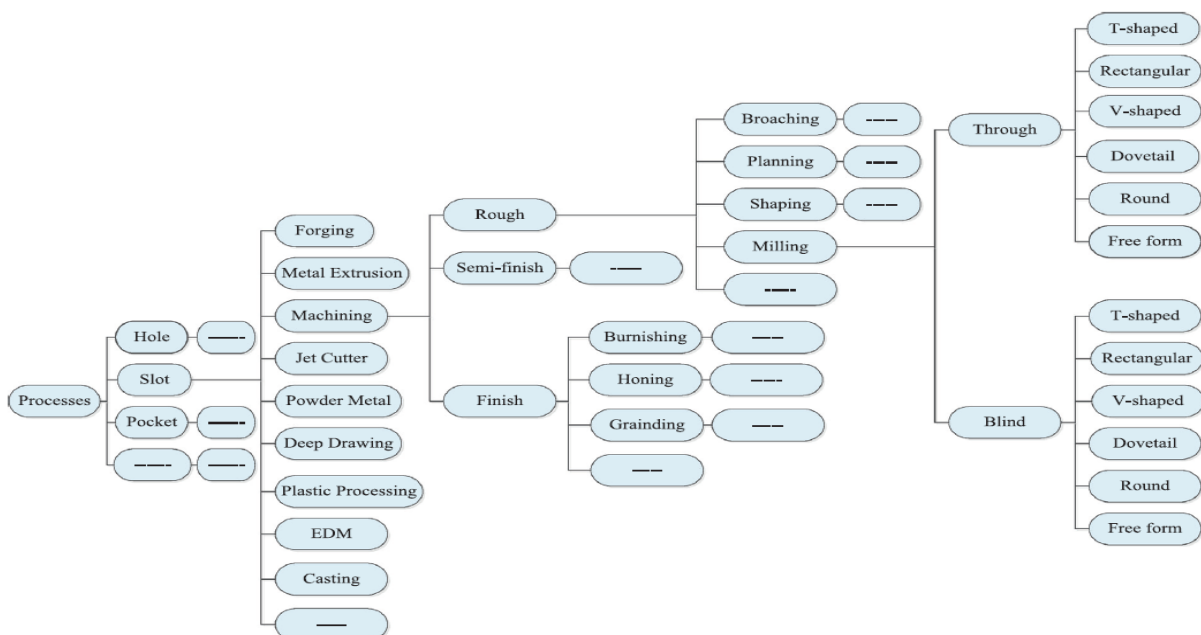 Processes
Hole
Slot
Pocket
Forging
Metal Extrusion
Machining
Jet Cutter
Powder Metal
Deep Drawing
Plastic Processing
EDM
Casting
Rough
Semi-finish
Finish
Broaching
Planning
Shaping
Milling
Burnishing
Honing
Grainding
Through
Blind
T-shaped
Rectangular
V-shaped
Dovetail
Round
Free form
T-shaped
Rectangular
V-shaped
Dovetail
Round
Free form